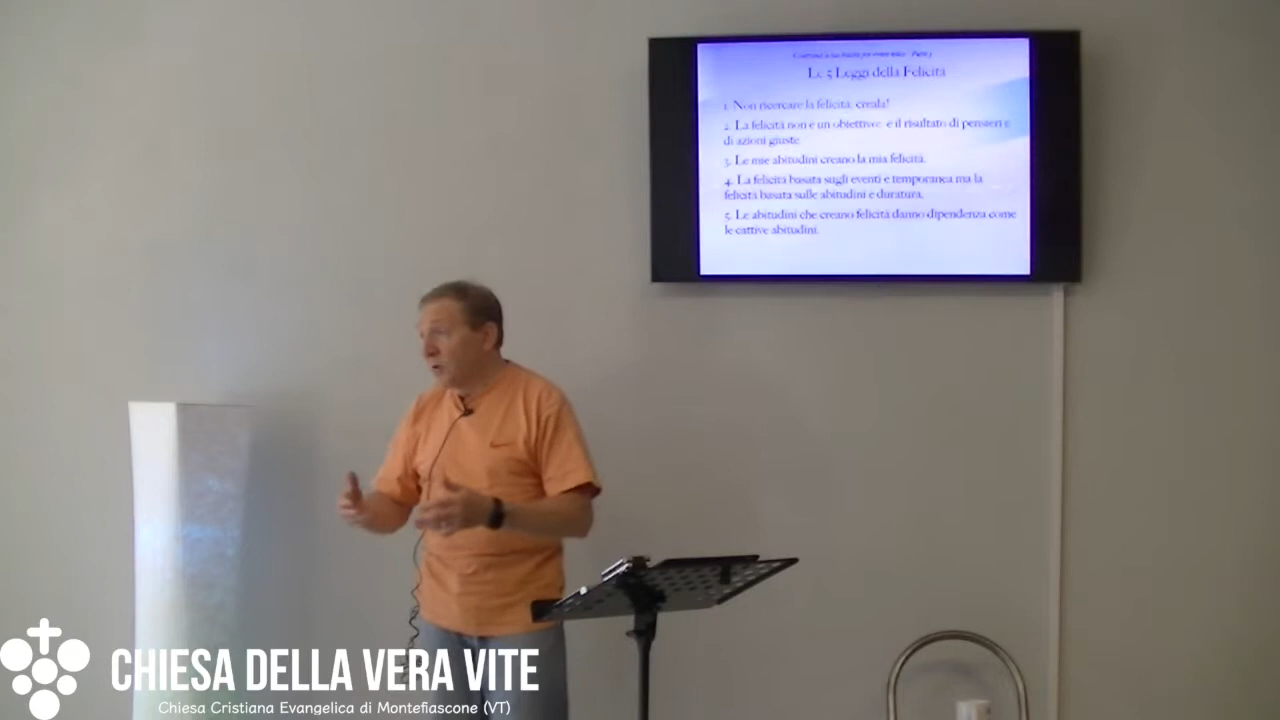 Le 5 Leggi della Felicità
1. Non ricercare la felicità, creala!
2. La felicità non è un obiettivo: è il risultato di pensieri e
di azioni giuste.
3. Le mie abitudini creano la mia felicità.
4. La felicità basata sugli eventi è temporanea ma la
felicità basata sulle abitudini è duratura.
5. Le abitudini che creano felicità danno dipendenza come
le cattive abitudini.
CHIESA DELLA VERA VITE
Chiesa Cristiana Evangelica di Montefiascone (VT)